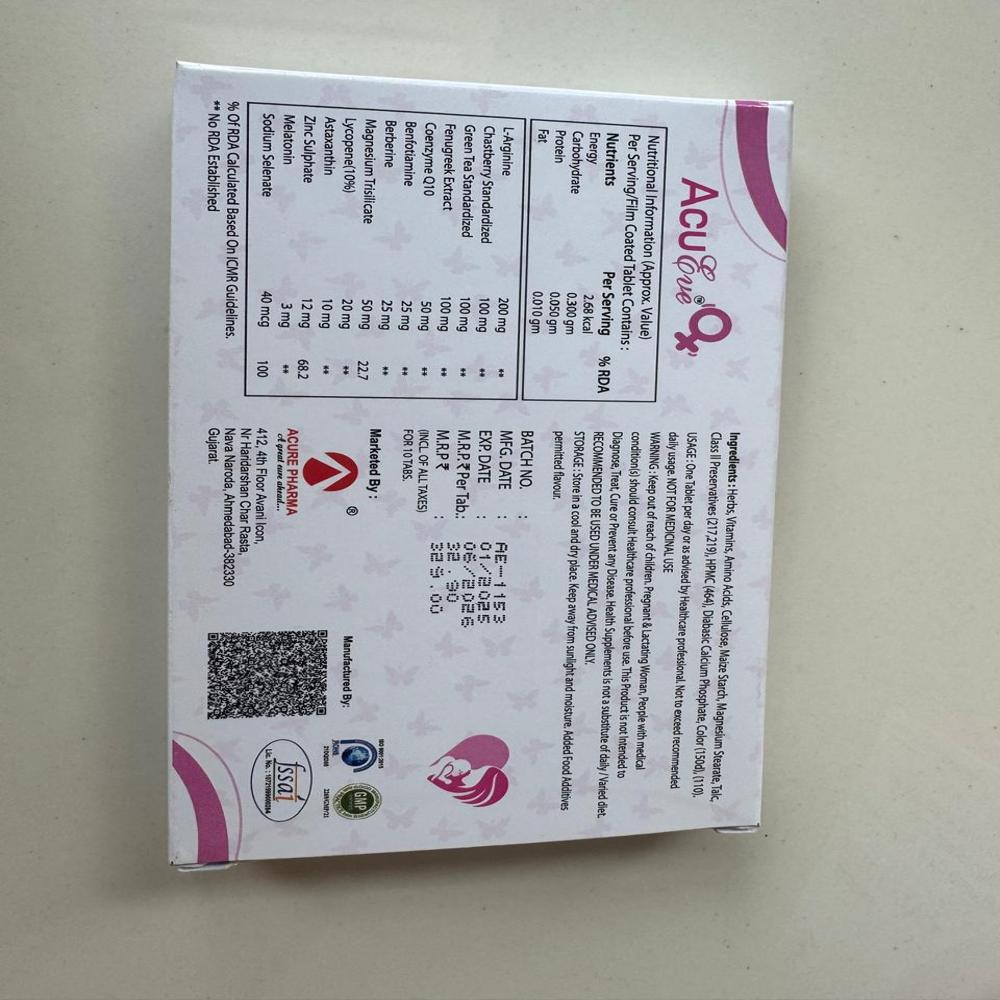 Acu Eve®
Nutritional Information (Approx. Value)
Per Serving/Film Coated Tablet Contains :
Nutrients Per Serving % RDA
Energy 2.68 kcal
Carbohydrate 0.300 gm
Protein 0.050 gm
Fat 0.010 gm
L-Arginine 200 mg **
Chastberry Standardized 100 mg **
Green Tea Standardized 100 mg **
Fenugreek Extract 100 mg **
Coenzyme Q10 50 mg **
Benfotiamine 25 mg **
Berberine 25 mg **
Magnesium Trisilicate 50 mg 22.7
Lycopene(10%) 20 mg **
Astaxanthin 10 mg **
Zinc Sulphate 12 mg 68.2
Melatonin 3 mg **
Sodium Selenate 40 mcg 100
% Of RDA Calculated Based On ICMR Guidelines.
** No RDA Established
Ingredients : Herbs, Vitamins, Amino Acids, Cellulose, Maize Starch, Magnesium Stearate, Talc,
Class II Preservatives (217,219), HPMC (464), Diabasic Calcium Phosphate, Color (150d), (110).
USAGE : One Tablet per day or as advised by Healthcare professional. Not to exceed recommended
daily usage. NOT FOR MEDICINAL USE
WARNING : Keep out of reach of children. Pregnant & Lactating Woman, People with medical
condition(s) should consult Healthcare professional before use. This Product is not Intended to
Diagnose, Treat, Cure or Prevent any Disease. Health Supplements is not a substitute of daily / Varied diet.
RECOMMENDED TO BE USED UNDER MEDICAL ADVISED ONLY.
STORAGE : Store in a cool and dry place. Keep away from sunlight and moisture. Added Food Additives
permitted flavour.
BATCH NO. : AE-1153
MFG. DATE : 01/2025
EXP. DATE : 06/2026
M.R.P. ₹ Per Tab.: 32.90
M.R.P. ₹ : 329.00
(INCL. OF ALL TAXES)
FOR 10 TABS.
Marketed By :
®
ACURE PHARMA
A great cure ahead...
412, 4th Floor Avani Icon,
Nr Haridarshan Char Rasta,
Nava Naroda, Ahmedabad-382330
Gujarat.
Manufactured By:
ISO 9001:2015
GMP
fssai